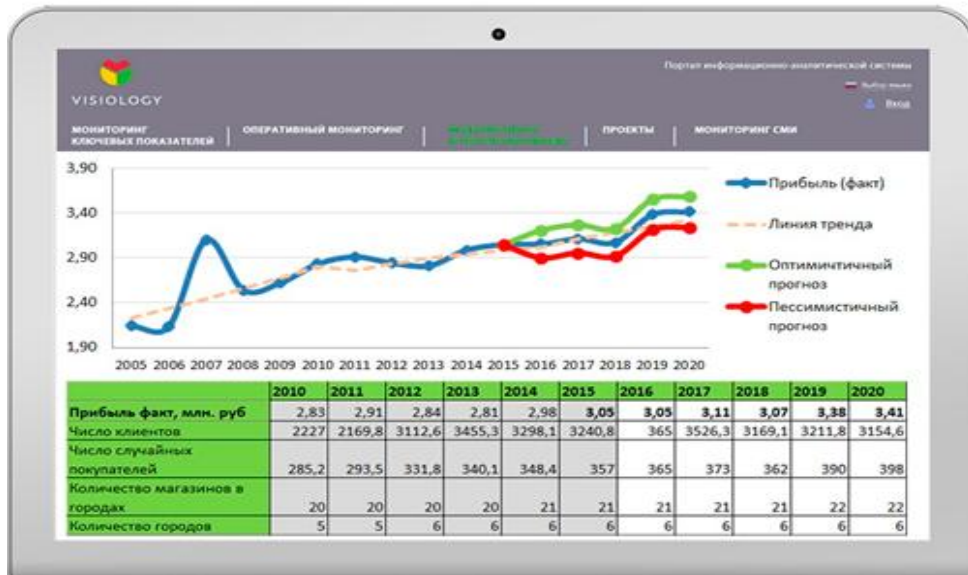 Портал информационно-аналитической системы
Выбор языка
VISIOLOGY
Вход
МОНИТОРИНГ
КЛЮЧЕВЫХ ПОКАЗАТЕЛЕЙ
ОПЕРАТИВНЫЙ МОНИТОРИНГ
ПРОЕКТЫ
МОНИТОРИНГ СМИ
3,90
3,40
2,90
2,40
1,90
2005 2006 2007 2008 2009 2010 2011 2012 2013 2014 2015 2016 2017 2018 2019 2020
Прибыль (факт)
Линия тренда
Оптимичтичный
прогноз
Пессимистичный
прогноз
2010 2011 2012 2013 2014 2015 2016 2017 2018 2019 2020
Прибыль факт, млн. руб 2,83 2,91 2,84 2,81 2,98 3,05 3,05 3,11 3,07 3,38 3,41
Число клиентов 2227 2169,8 3112,6 3455,3 3298,1 3240,8 365 3526,3 3169,1 3211,8 3154,6
Число случайных
покупателей 285,2 293,5 331,8 340,1 348,4 357 365 373 362 390 398
Количество магазинов в
городах 20 20 20 20 21 21 21 21 21 22 22
Количество городов 5 5 6 6 6 6 6 6 6 6 6